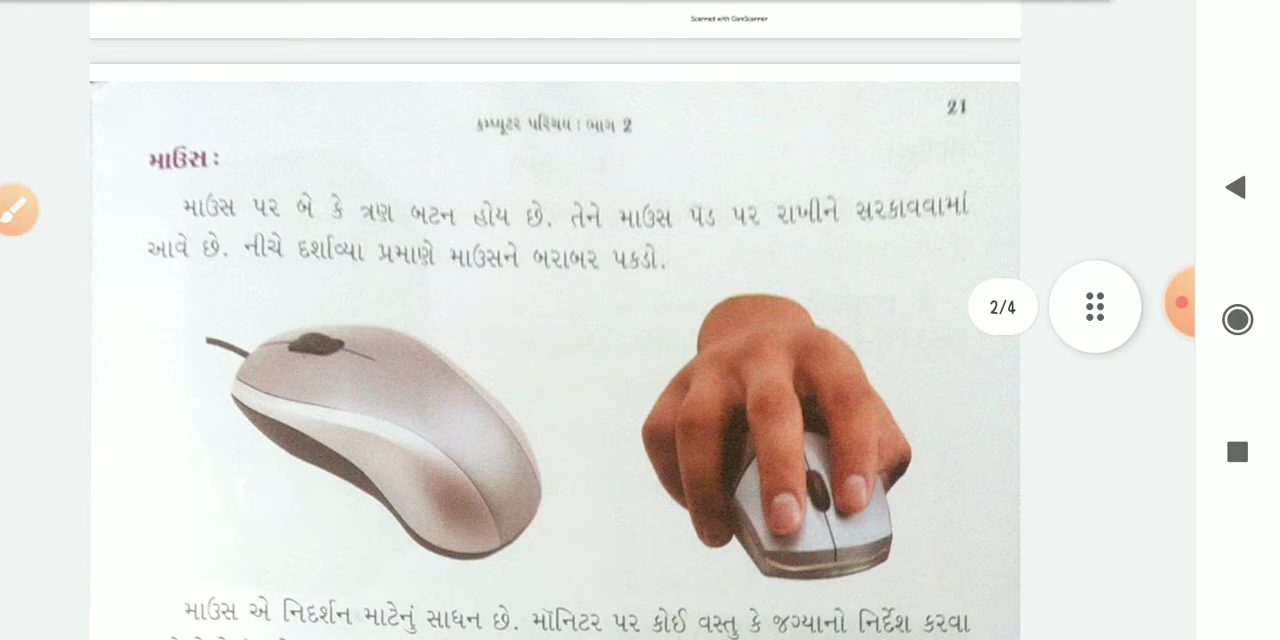 Scanned with CamScanner
21
કમ્પ્યૂટર પરિચય : ભાગ 2
માઉસ :
માઉસ પર બે કે ત્રણ બટન હોય છે. તેને માઉસ પૅડ પર રાખીને સરકાવવામાં
આવે છે. નીચે દર્શાવ્યા પ્રમાણે માઉસને બરાબર પકડો.
2/4
માઉસ એ નિદર્શન માટેનું સાધન છે. મૉનિટર પર કોઈ વસ્તુ કે જગ્યાનો નિર્દેશ કરવા